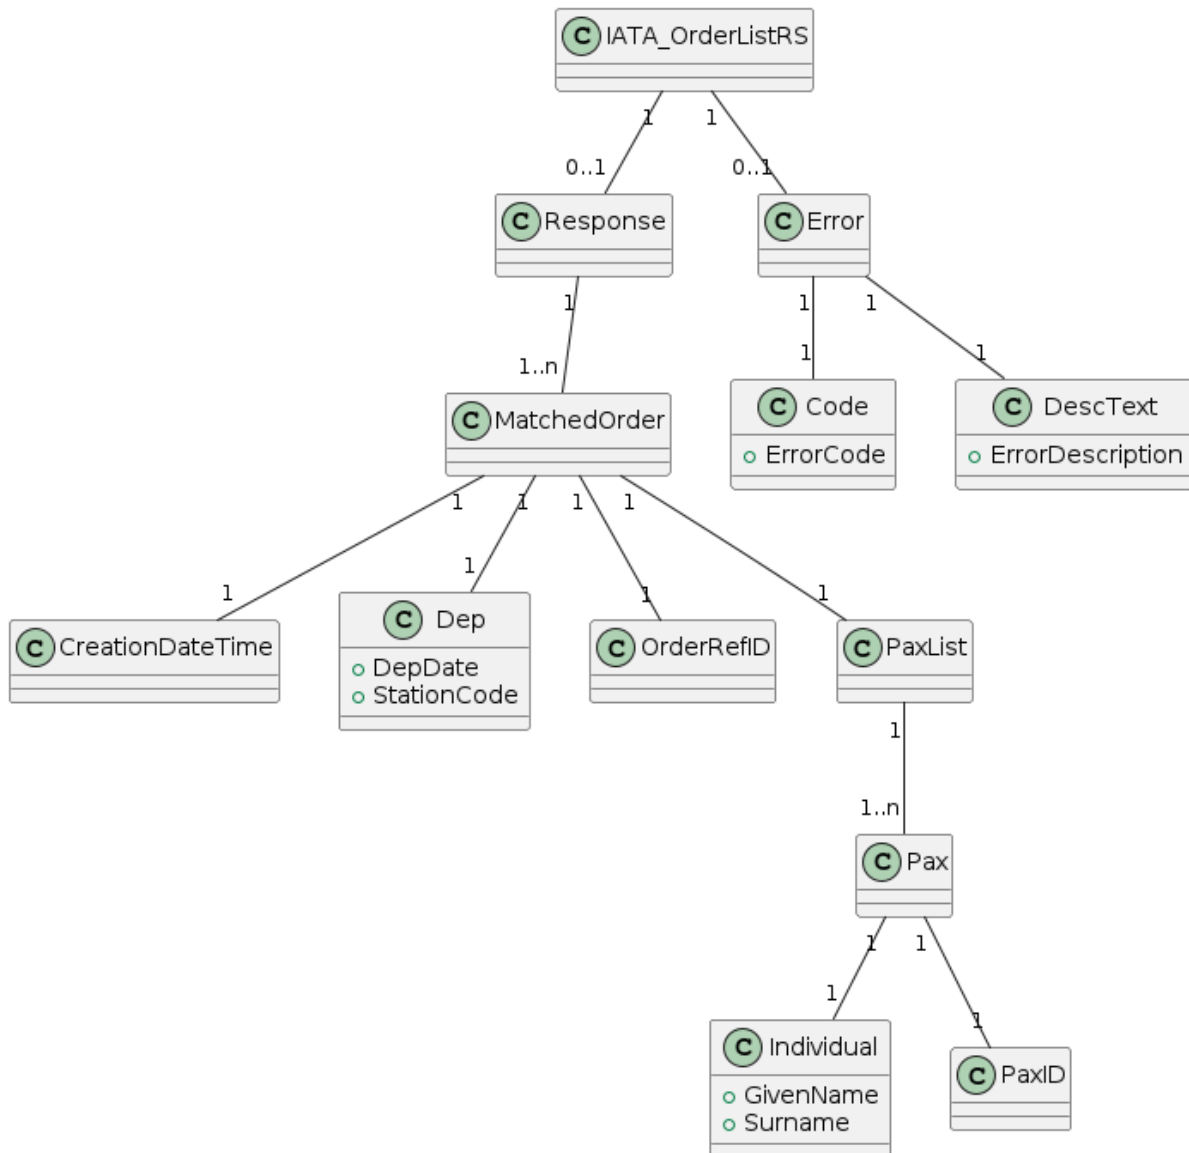 C IATA_OrderListRS
1 1
0..1 0..1
C Response C Error
1 1 1
1..n 1 1
C MatchedOrder C Code C DescText
ErrorCode ErrorDescription
1 1 1 1
1 1 1 1
C CreationDateTime C Dep C OrderRefID C PaxList
DepDate
StationCode
1
1..n
C Pax
1 1
1 1
C Individual C PaxID
GivenName
Surname